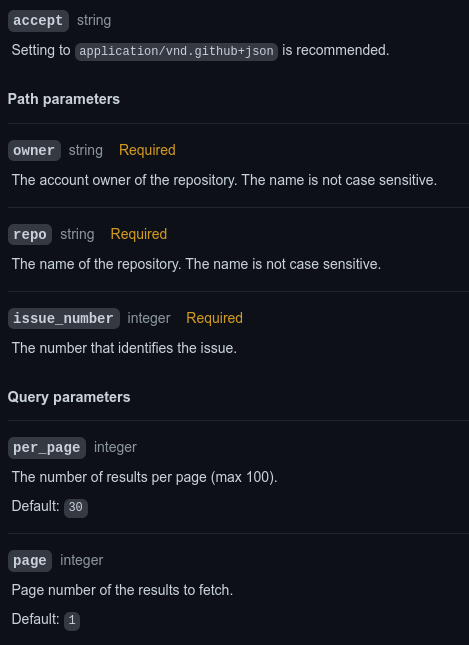 accept string
Setting to application/vnd.github+json is recommended.
Path parameters
owner string Required
The account owner of the repository. The name is not case sensitive.
repo string Required
The name of the repository. The name is not case sensitive.
issue_number integer Required
The number that identifies the issue.
Query parameters
per_page integer
The number of results per page (max 100).
Default: 30
page integer
Page number of the results to fetch.
Default: 1